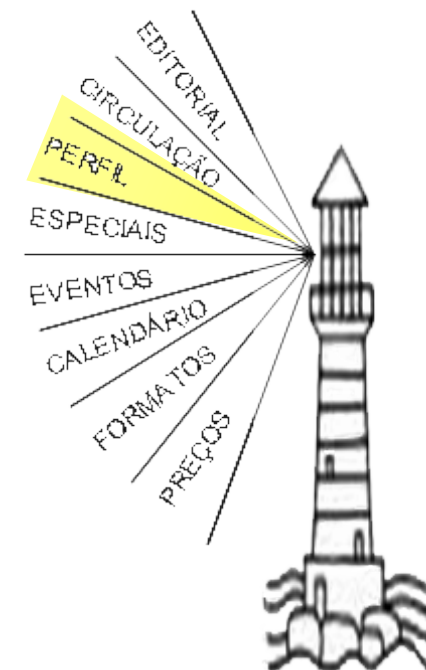 EDITORIAL
CIRCULAÇÃO
PERFIL
ESPECIAIS
EVENTOS
CALENDÁRIO
FORMATOS
PREÇOS